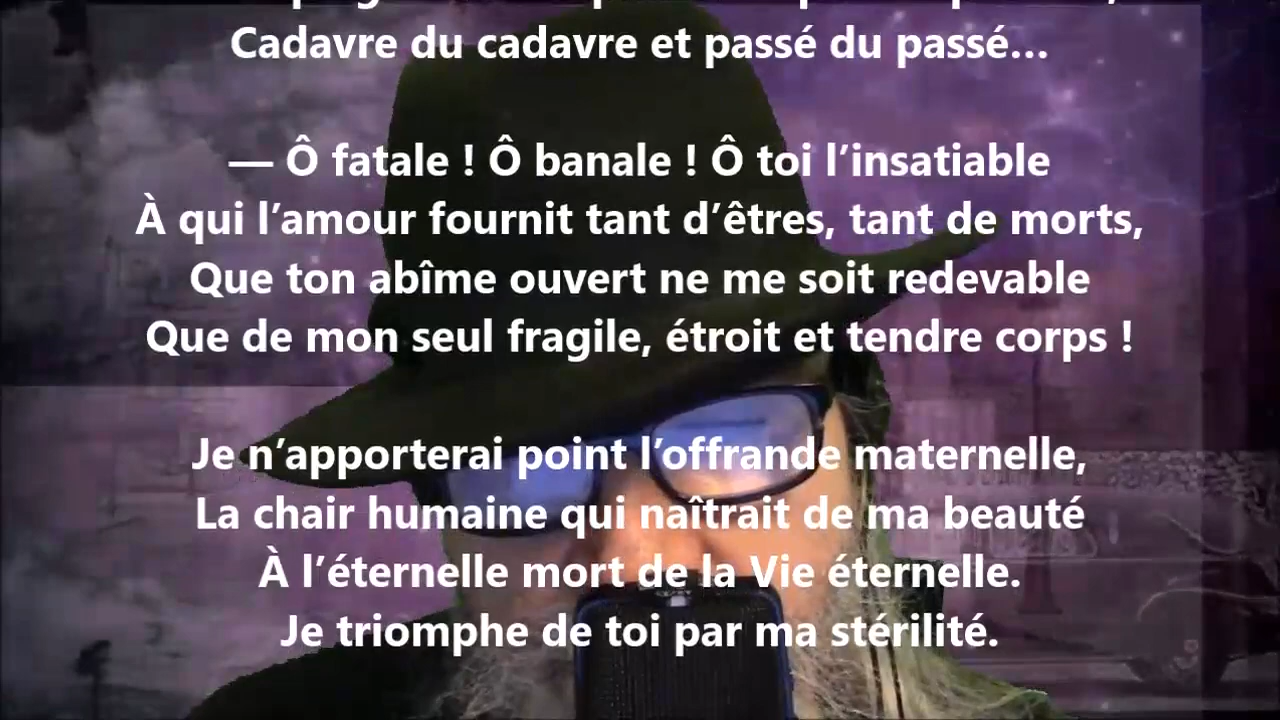 Cadavre du cadavre et passé du passé...
— Ô fatale ! Ô banale ! Ô toi l’insatiable
À qui l’amour fournit tant d’êtres, tant de morts,
Que ton abîme ouvert ne me soit redevable
Que de mon seul fragile, étroit et tendre corps !
Je n’apporterai point l’offrande maternelle,
La chair humaine qui naîtrait de ma beauté
À l’éternelle mort de la Vie éternelle.
Je triomphe de toi par ma stérilité.